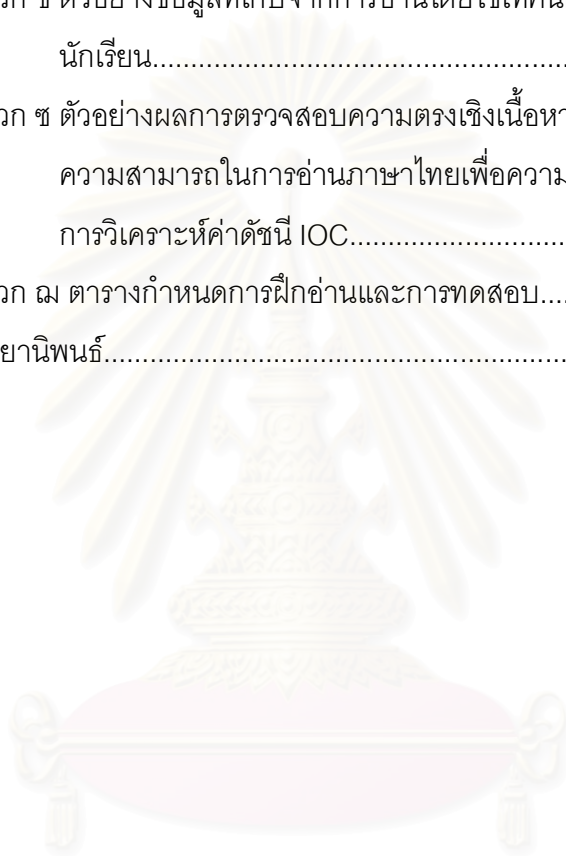 ตัวอย่างข้อมูลที่เก็บจากการอ่านโดยใช้เทคนิ
นักเรียน......................................................
วก ซ ตัวอย่างผลการตรวจสอบความตรงเชิงเนื้อหา
ความสามารถในการอ่านภาษาไทยเพื่อความ
การวิเคราะห์ค่าดัชนี IOC............................
วก ฌ ตารางกำหนดการฝึกอ่านและการทดสอบ....
ยานิพนธ์............................................................